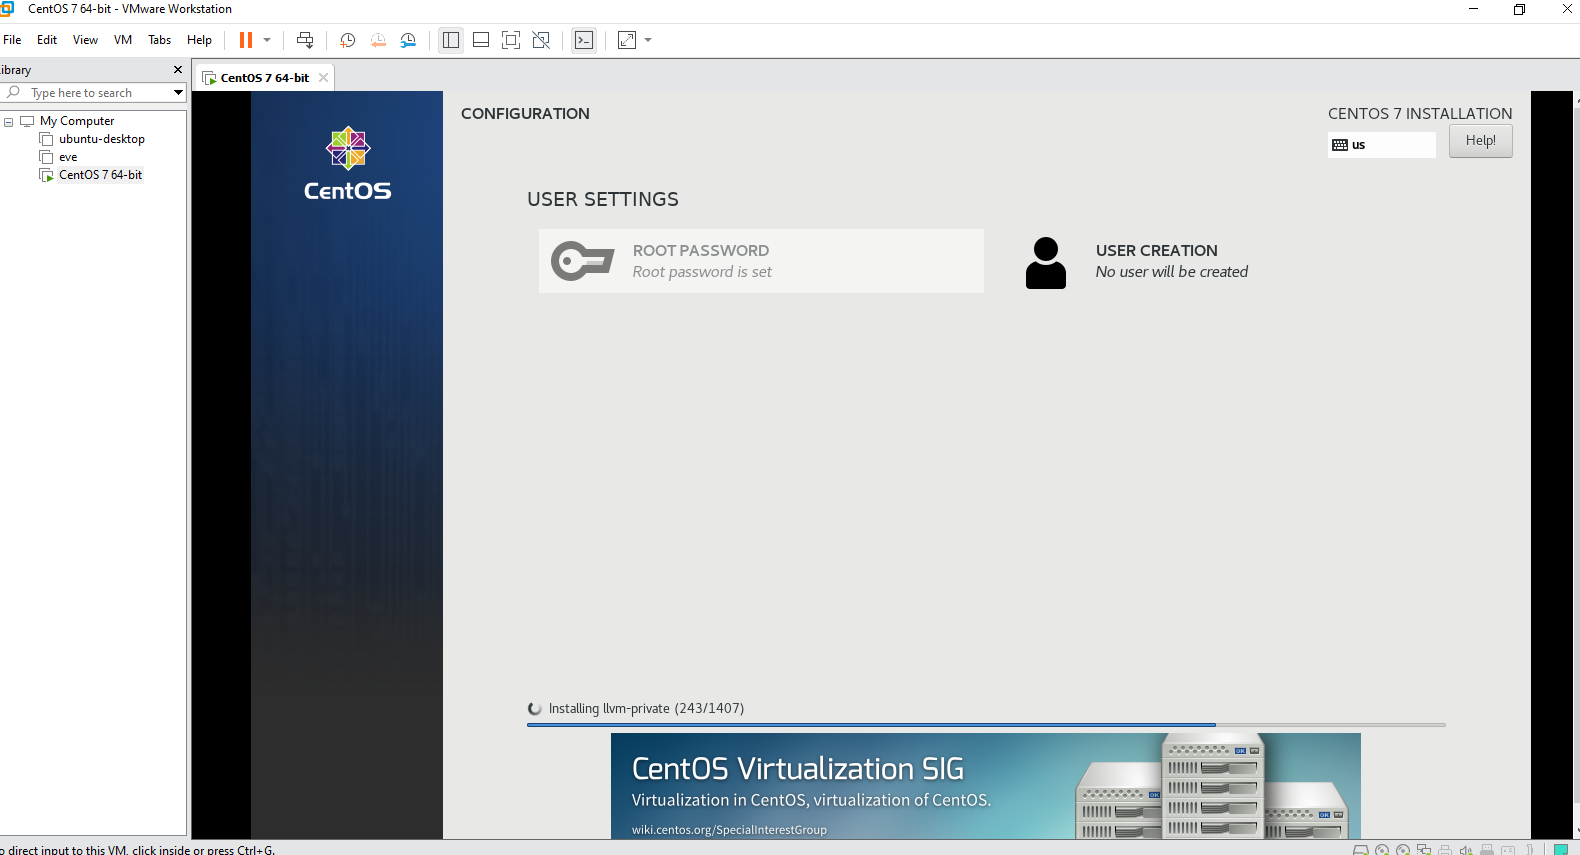 CentOS 7 64-bit - VMware Workstation
File Edit View VM Tabs Help
ibrary
CentOS 7 64-bit
Type here to search
My Computer
ubuntu-desktop
eve
CentOS 7 64-bit
CentOS
CONFIGURATION
CENTOS 7 INSTALLATION
us
Help!
USER SETTINGS
ROOT PASSWORD
Root password is set
USER CREATION
No user will be created
Installing llvm-private (243/1407)
CentOS Virtualization SIG
Virtualization in CentOS, virtualization of CentOS.
wiki.centos.org/SpecialInterestGroup
o direct input to this VM, click inside or press Ctrl+G.